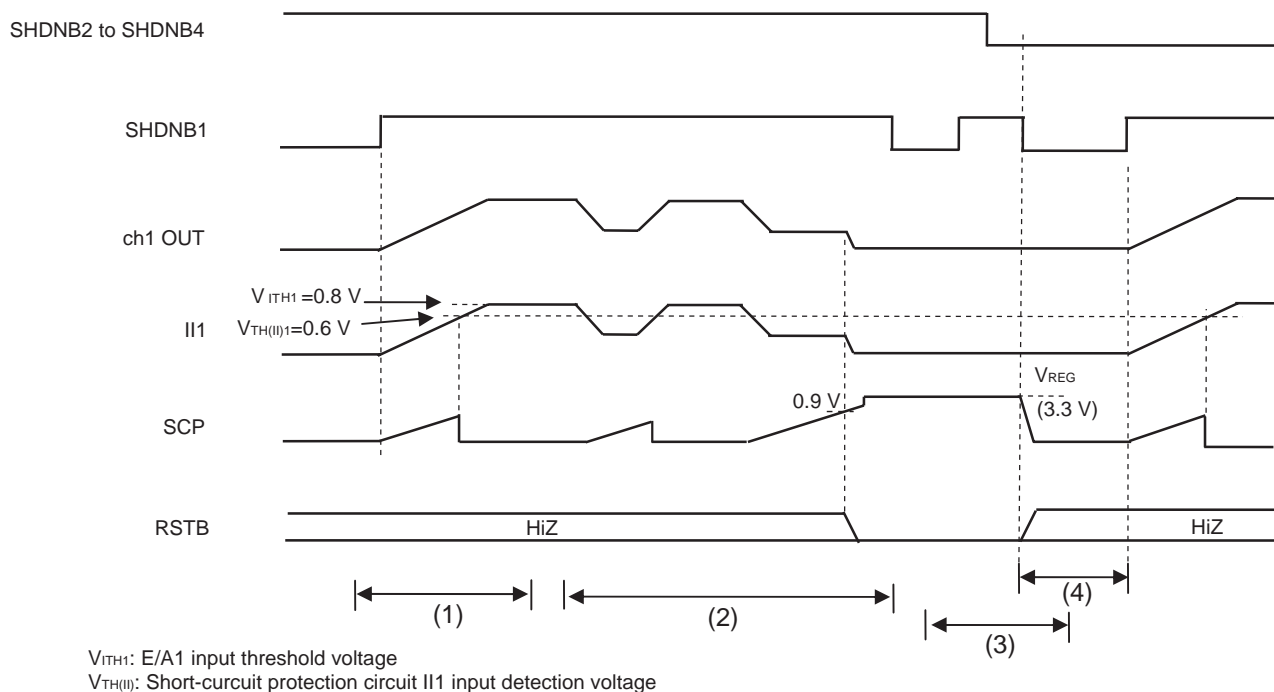 SHDNB2 to SHDNB4
SHDNB1
ch1 OUT
VITH1 =0.8 V
VTH(II)1=0.6 V
II1
VREG
(3.3 V)
0.9 V
SCP
RSTB
HiZ
HiZ
(1)
(2)
(4)
(3)
VITH1: E/A1 input threshold voltage
VTH(II): Short-curcuit protection circuit II1 input detection voltage